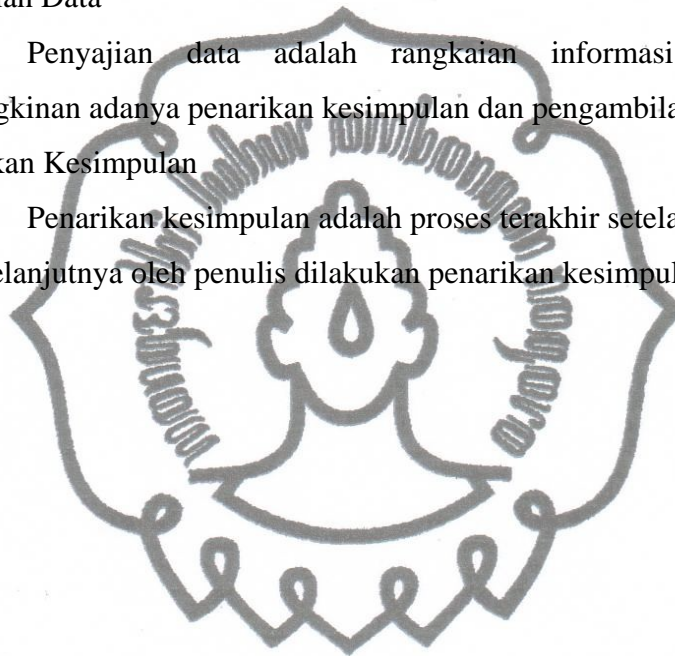 an Data
Penyajian data adalah rangkaian informasi
gkinan adanya penarikan kesimpulan dan pengambila
kan Kesimpulan
Penarikan kesimpulan adalah proses terakhir setela
elanjutnya oleh penulis dilakukan penarikan kesimpul